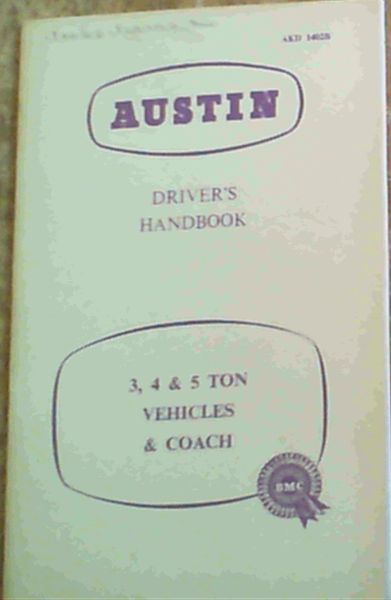 AKD 1402B
AUSTIN
DRIVER'S
HANDBOOK
3, 4 & 5 TON
VEHICLES
& COACH
BMC